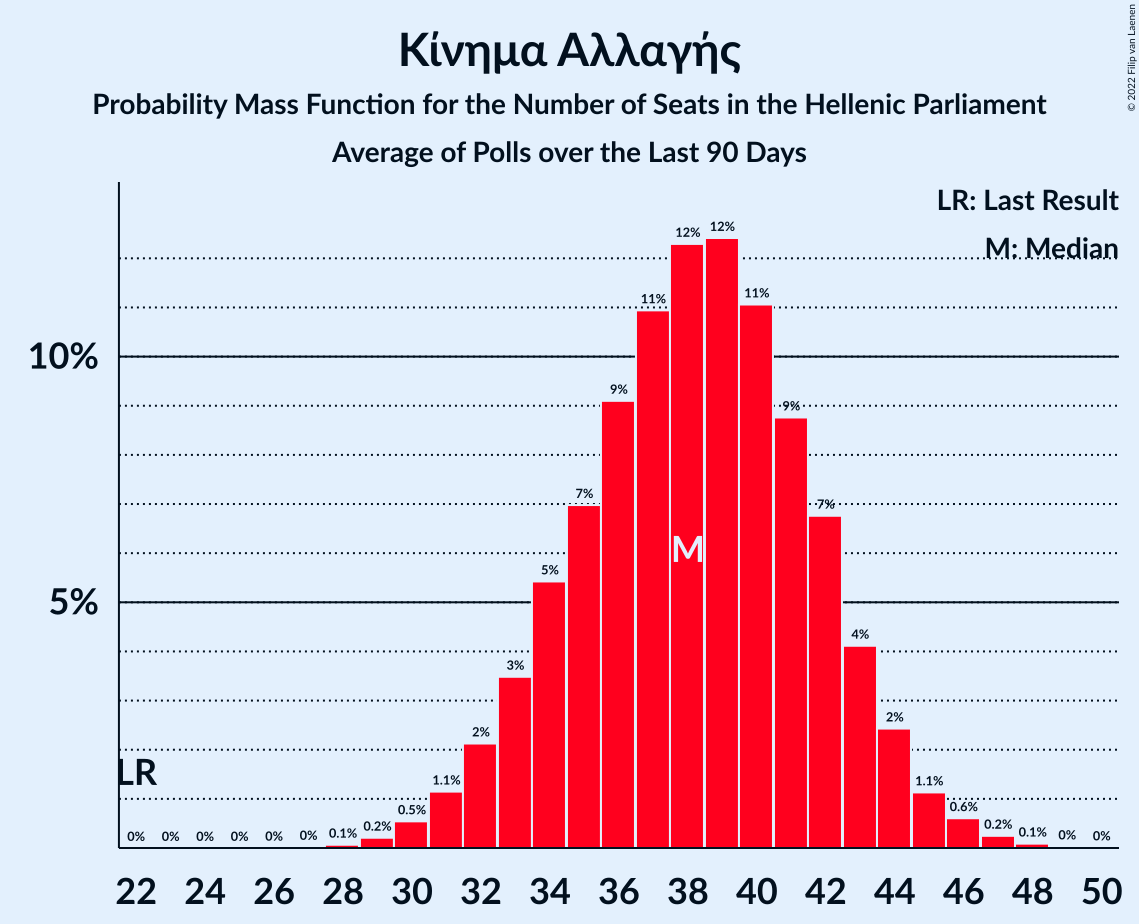 Κίνημα Αλλαγής
Probability Mass Function for the Number of Seats in the Hellenic Parliament
Average of Polls over the Last 90 Days
© 2022 Filip van Laenen
LR: Last Result
M: Median
10%
5%
LR
M
0% 0% 0% 0% 0% 0% 0.1% 0.2% 0.5% 1.1% 2% 3% 5% 7% 9% 11% 12% 12% 11% 9% 7% 4% 2% 1.1% 0.6% 0.2% 0.1% 0% 0%
22 24 26 28 30 32 34 36 38 40 42 44 46 48 50